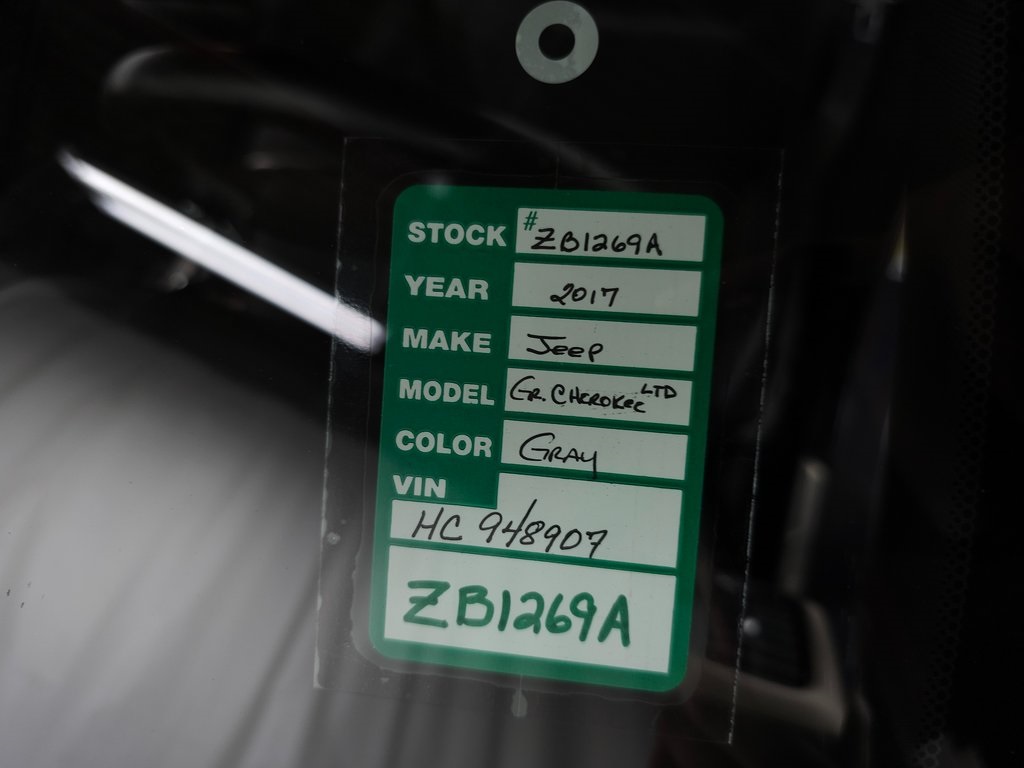 STOCK # ZB1269A
YEAR 2017
MAKE Jeep
MODEL GR. CHEROKEE LTD
COLOR GRAY
VIN
HC 948907
ZB1269A